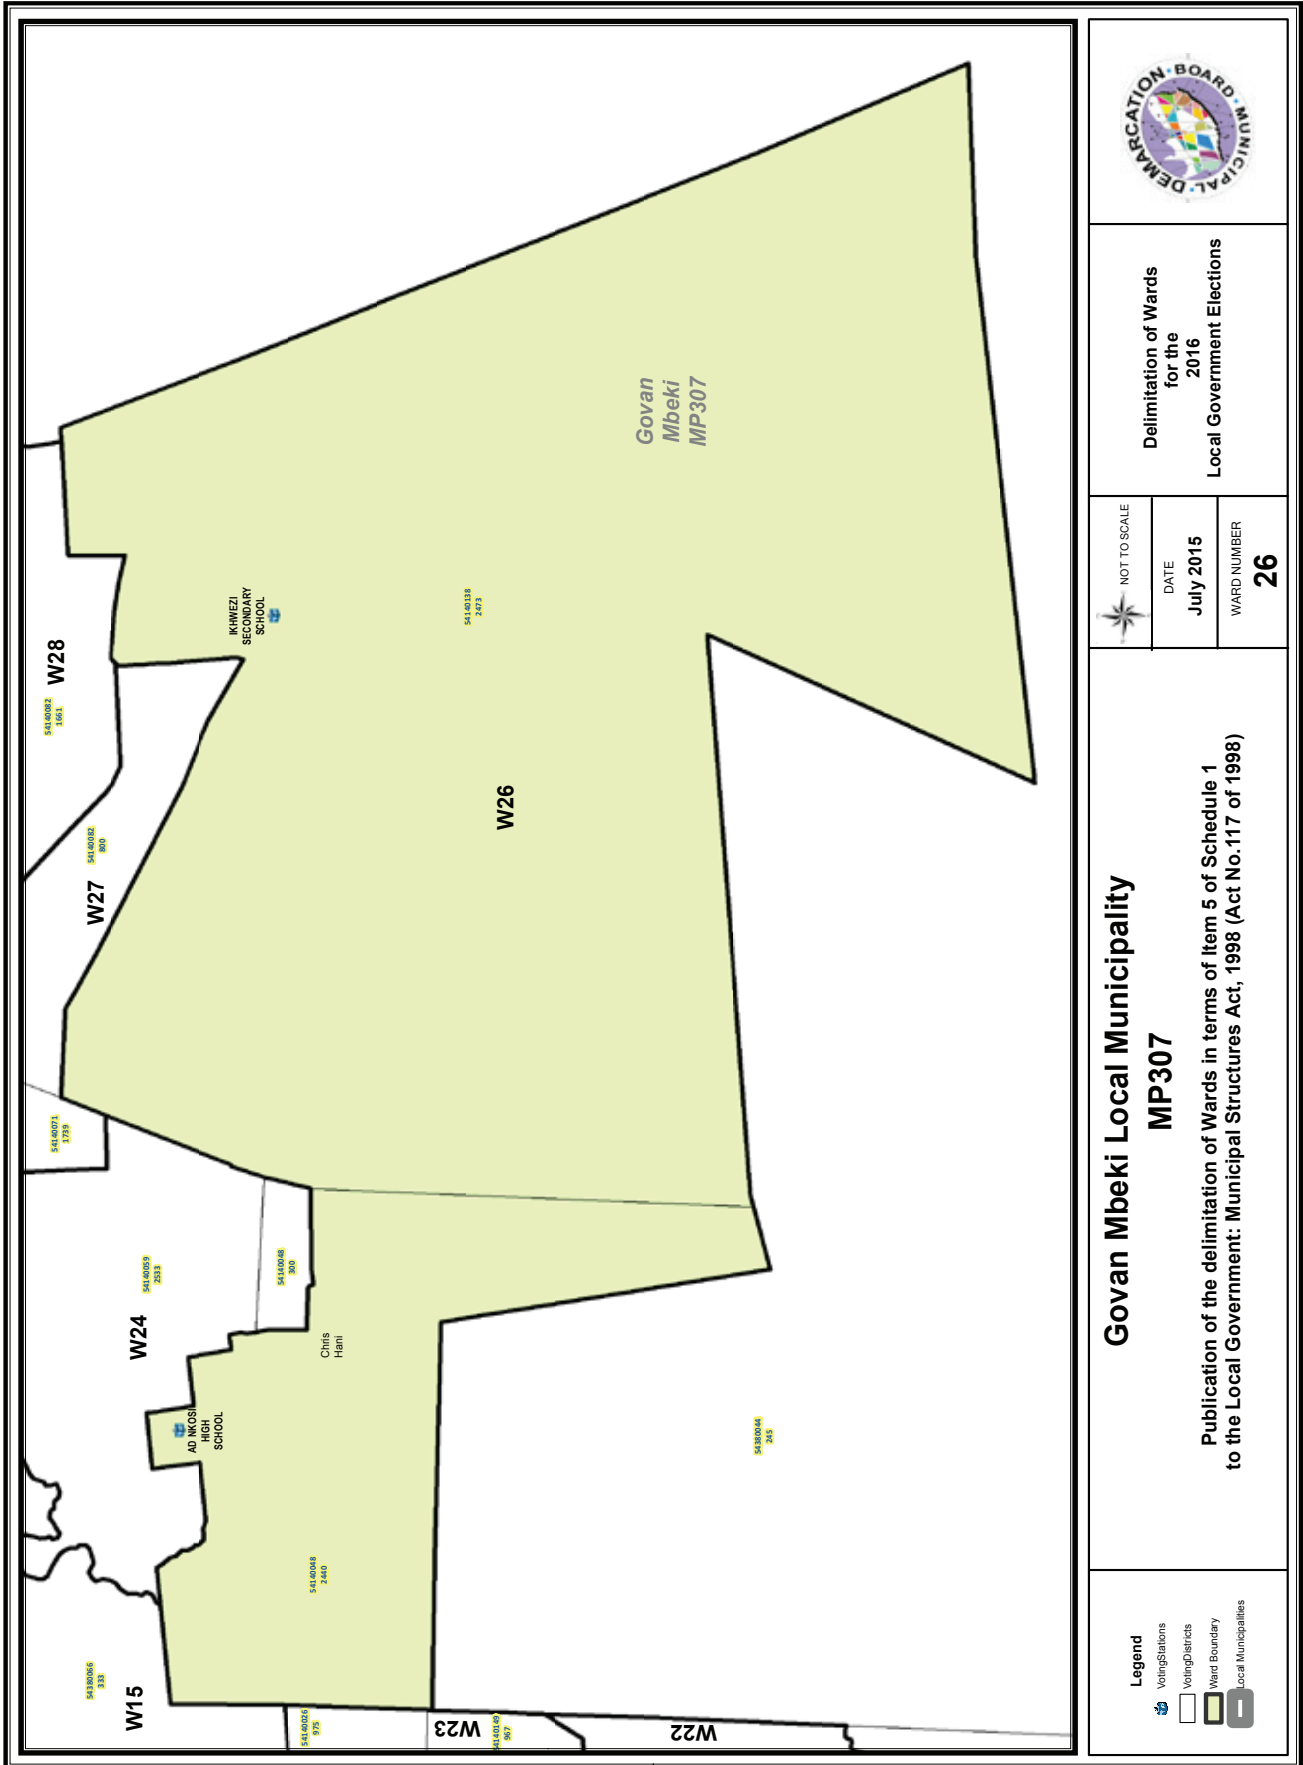 W28
54140082
1661
54140082
800
W27
54140071
1739
IKHWEZI
SECONDARY
SCHOOL
54140138
2473
Govan
Mbeki
MP307
W26
54140059
2533
W24
54140048
300
Chris
Hani
AD NKOSI
HIGH
SCHOOL
54140048
2440
54380044
245
54380066
333
W15
54140026
975
W23
54140149
967
W22
Legend
VotingStations
VotingDistricts
Ward Boundary
Local Municipalities
Govan Mbeki Local Municipality
MP307
Publication of the delimitation of Wards in terms of Item 5 of Schedule 1
to the Local Government: Municipal Structures Act, 1998 (Act No.117 of 1998)
NOT TO SCALE
DATE
July 2015
WARD NUMBER
26
Delimitation of Wards
for the
2016
Local Government Elections
MUNICIPAL DEMARCATION BOARD